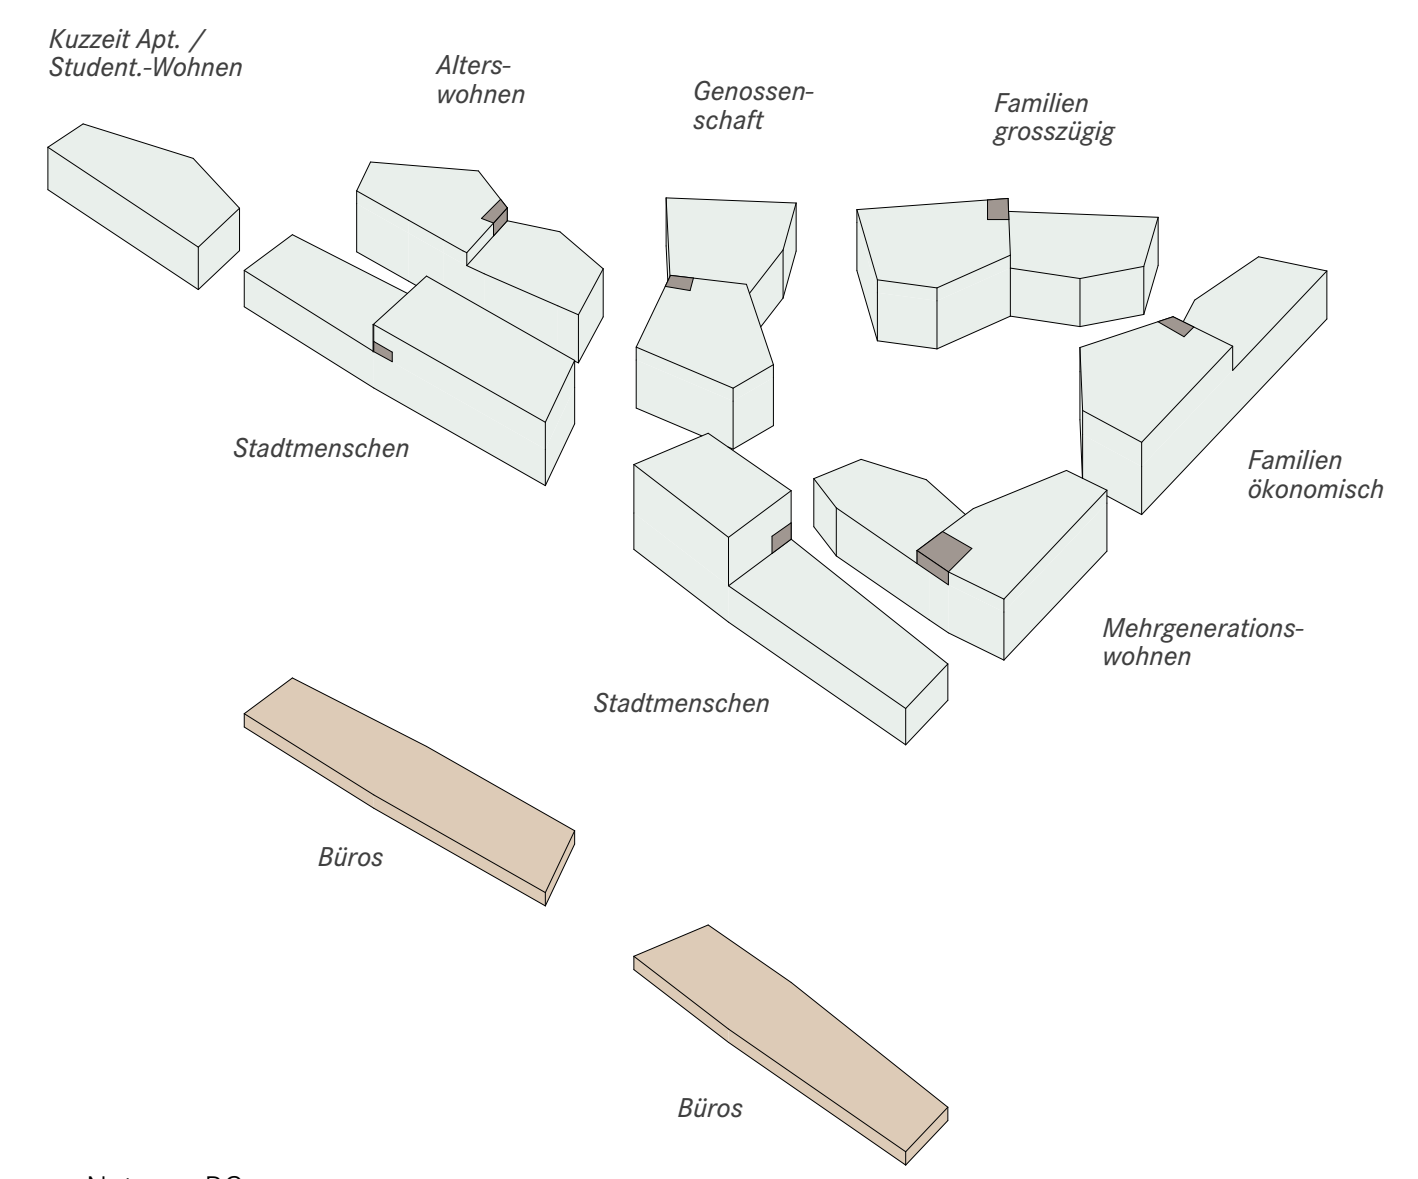 Kuzzeit Apt. /
Student.-Wohnen
Alters-
wohnen
Genossen-
schaft
Familien
grosszügig
Stadtmenschen
Familien
ökonomisch
Mehrgenerations-
wohnen
Stadtmenschen
Büros
Büros